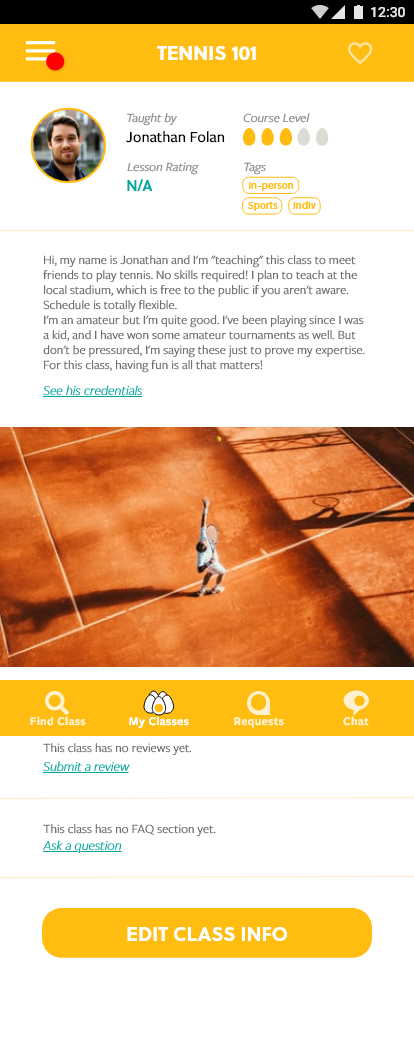 12:30
TENNIS 101
Taught by
Jonathan Folan
Course Level
Lesson Rating
N/A
Tags
In-person
Sports
Indiv
Hi, my name is Jonathan and I'm "teaching" this class to meet
friends to play tennis. No skills required! I plan to teach at the
local stadium, which is free to the public if you aren't aware.
Schedule is totally flexible.
I'm an amateur but I'm quite good. I've been playing since I was
a kid, and I have won some amateur tournaments as well. But
don't be pressured, I'm saying these just to prove my expertise.
For this class, having fun is all that matters!
See his credentials
Find Class
My Classes
Requests
Chat
This class has no reviews yet.
Submit a review
This class has no FAQ section yet.
Ask a question
EDIT CLASS INFO